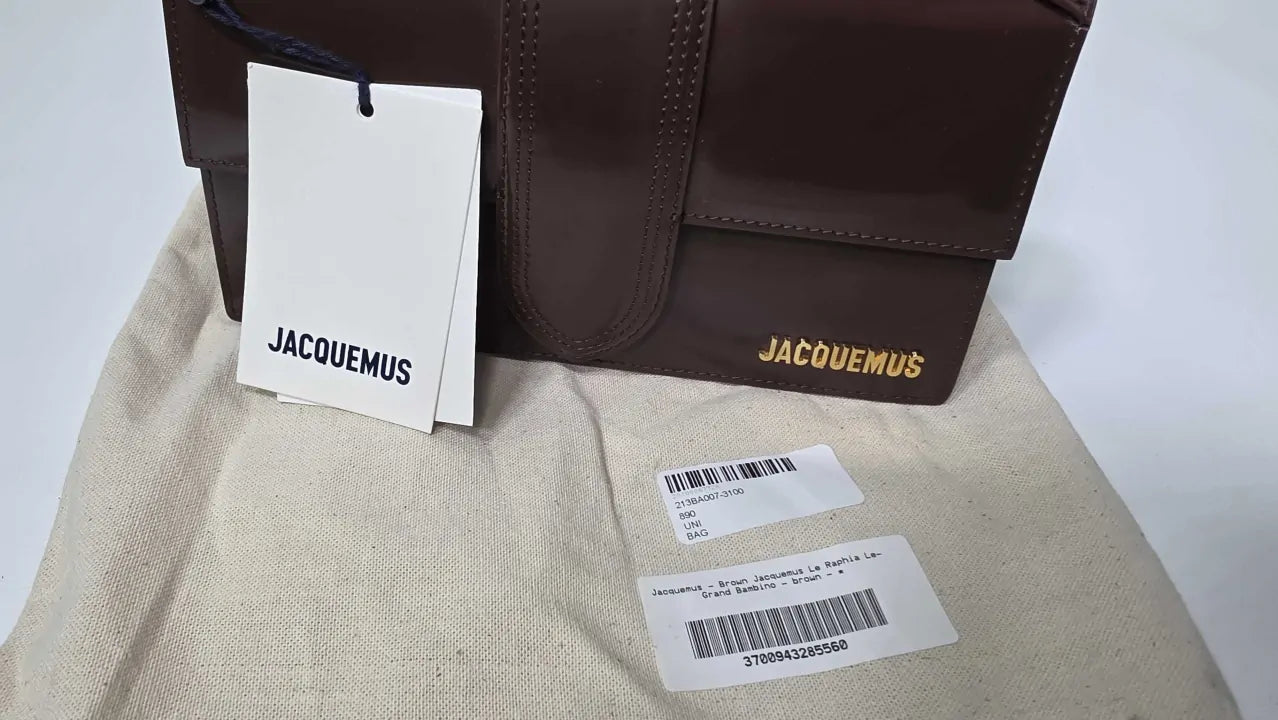 JACQUEMUS
JACQUEMUS
213BA007-3100
890
UNI
BAG
Jacquemus - Brown Jacquemus Le Raphia Le-
Grand Bambino - brown - *
3700943285560